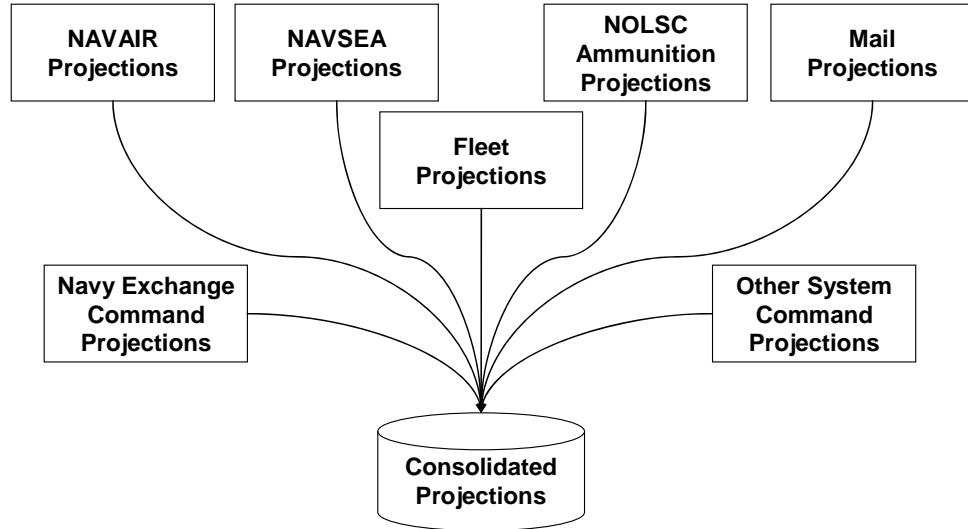 NAVAIR
Projections
NAVSEA
Projections
NOLSC
Ammunition
Projections
Mail
Projections
Fleet
Projections
Navy Exchange
Command
Projections
Other System
Command
Projections
Consolidated
Projections